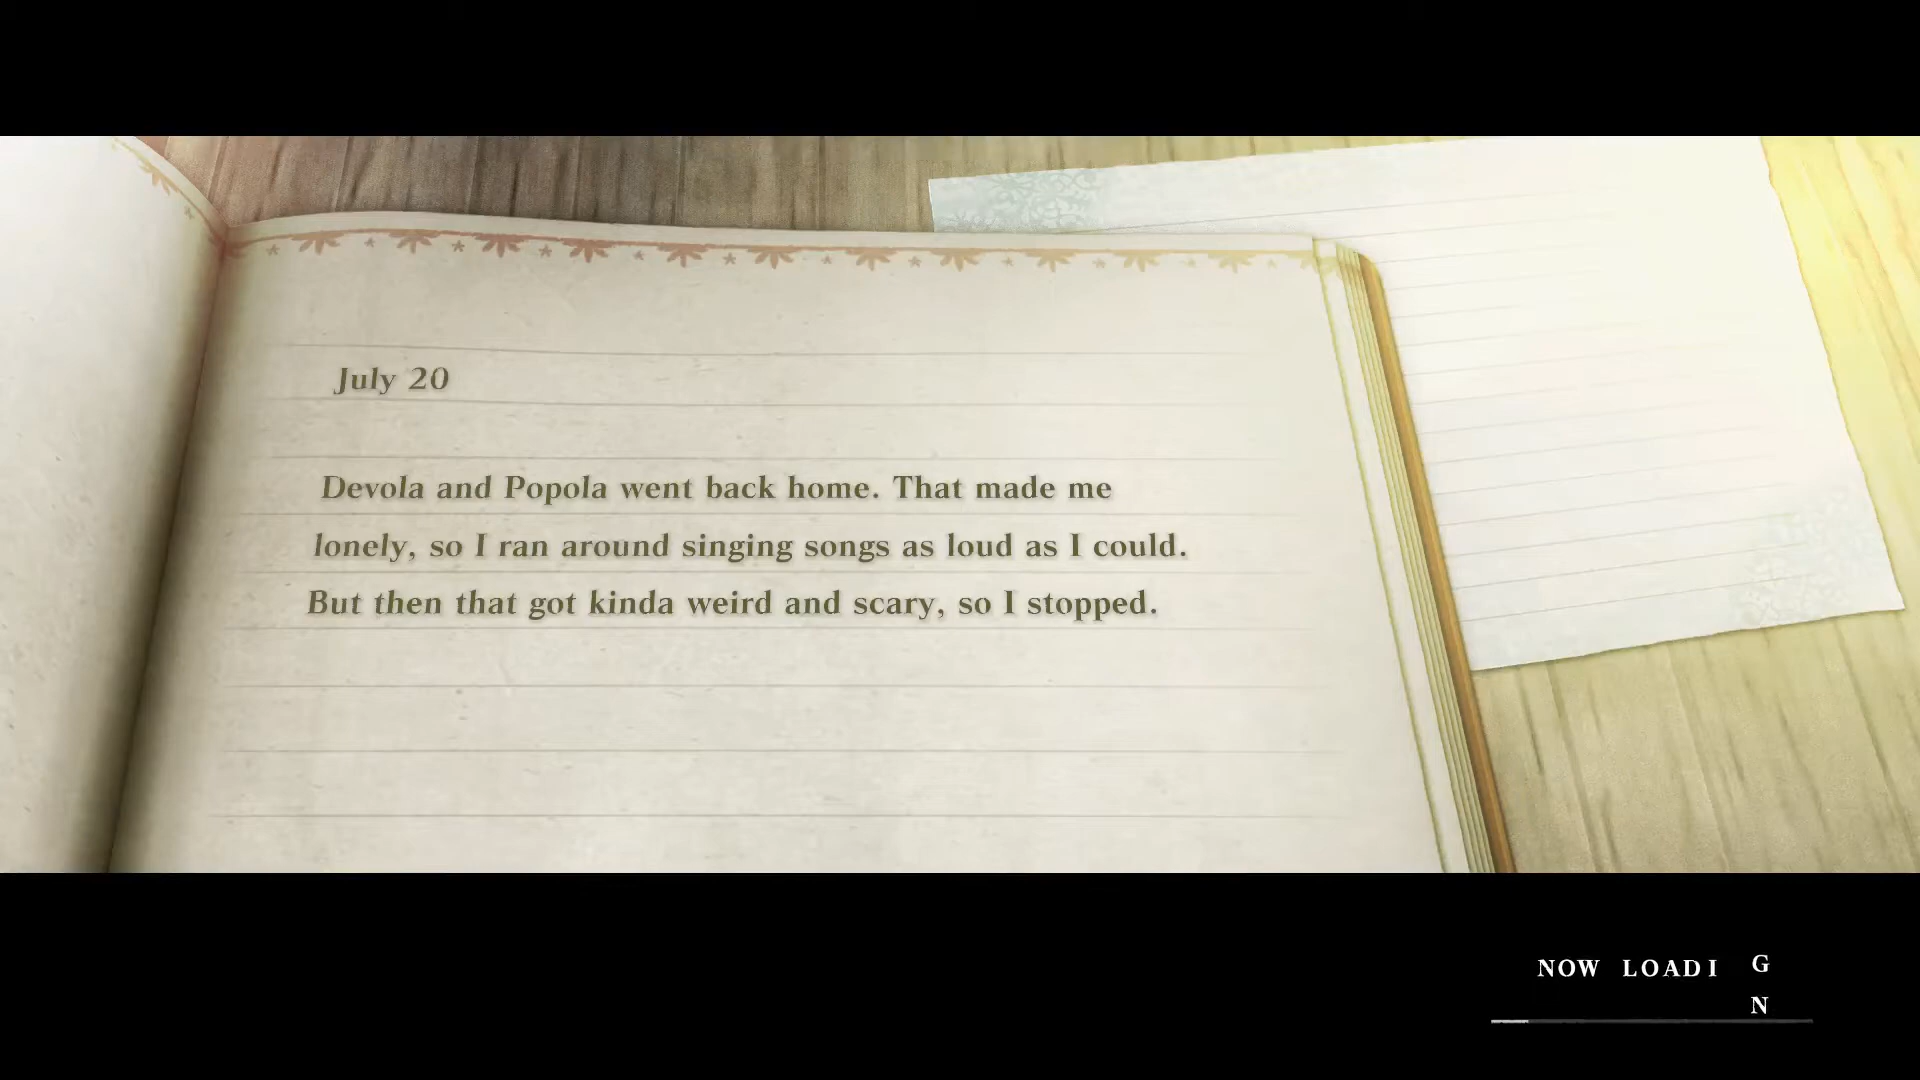 July 20
Devola and Popola went back home. That made me
lonely, so I ran around singing songs as loud as I could.
But then that got kinda weird and scary, so I stopped.
NOW LOADI G
N